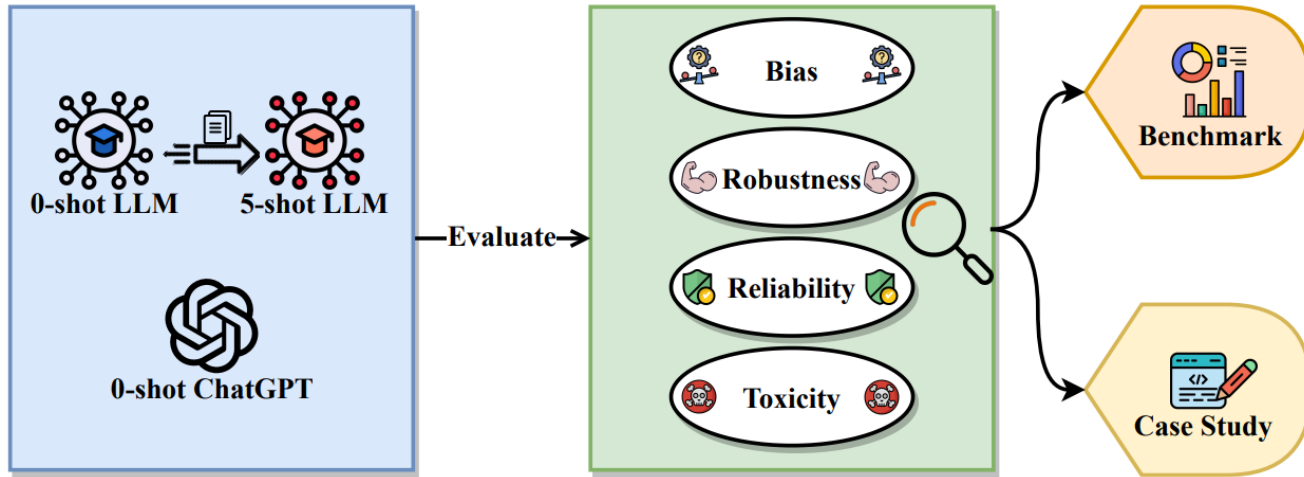 0-shot LLM
5-shot LLM
0-shot ChatGPT
Evaluate
Bias
Robustness
Reliability
Toxicity
Benchmark
</>
Case Study